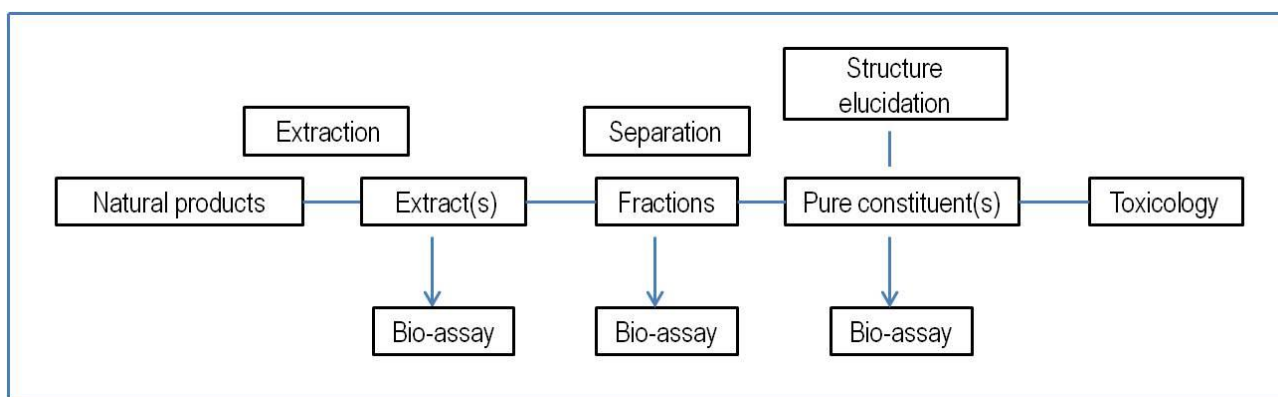 Structure
elucidation
Extraction
Separation
Natural products
Extract(s)
Fractions
Pure constituent(s)
Toxicology
Bio-assay
Bio-assay
Bio-assay